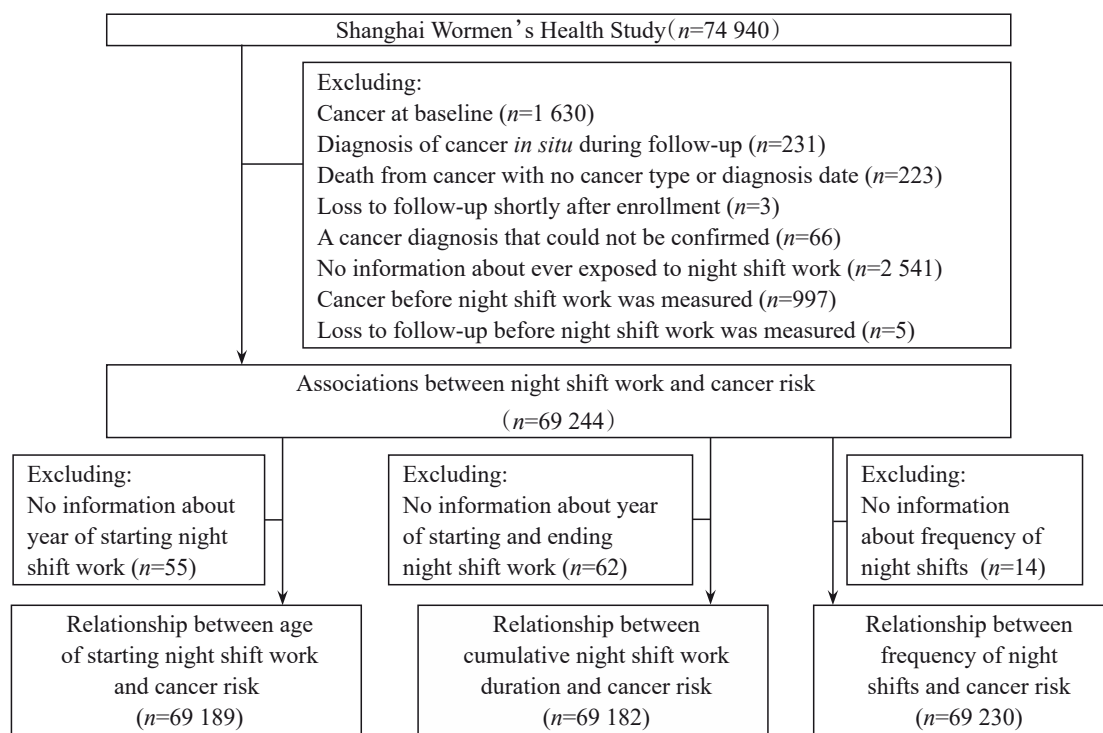 Shanghai Wormen’s Health Study(n=74 940)
Excluding:
Cancer at baseline (n=1 630)
Diagnosis of cancer in situ during follow-up (n=231)
Death from cancer with no cancer type or diagnosis date (n=223)
Loss to follow-up shortly after enrollment (n=3)
A cancer diagnosis that could not be confirmed (n=66)
No information about ever exposed to night shift work (n=2 541)
Cancer before night shift work was measured (n=997)
Loss to follow-up before night shift work was measured (n=5)
Associations between night shift work and cancer risk
(n=69 244)
Excluding:
No information about
year of starting night
shift work (n=55)
Excluding:
No information about year
of starting and ending
night shift work (n=62)
Excluding:
No information
about frequency of
night shifts (n=14)
Relationship between age
of starting night shift work
and cancer risk
(n=69 189)
Relationship between
cumulative night shift work
duration and cancer risk
(n=69 182)
Relationship between
frequency of night
shifts and cancer risk
(n=69 230)